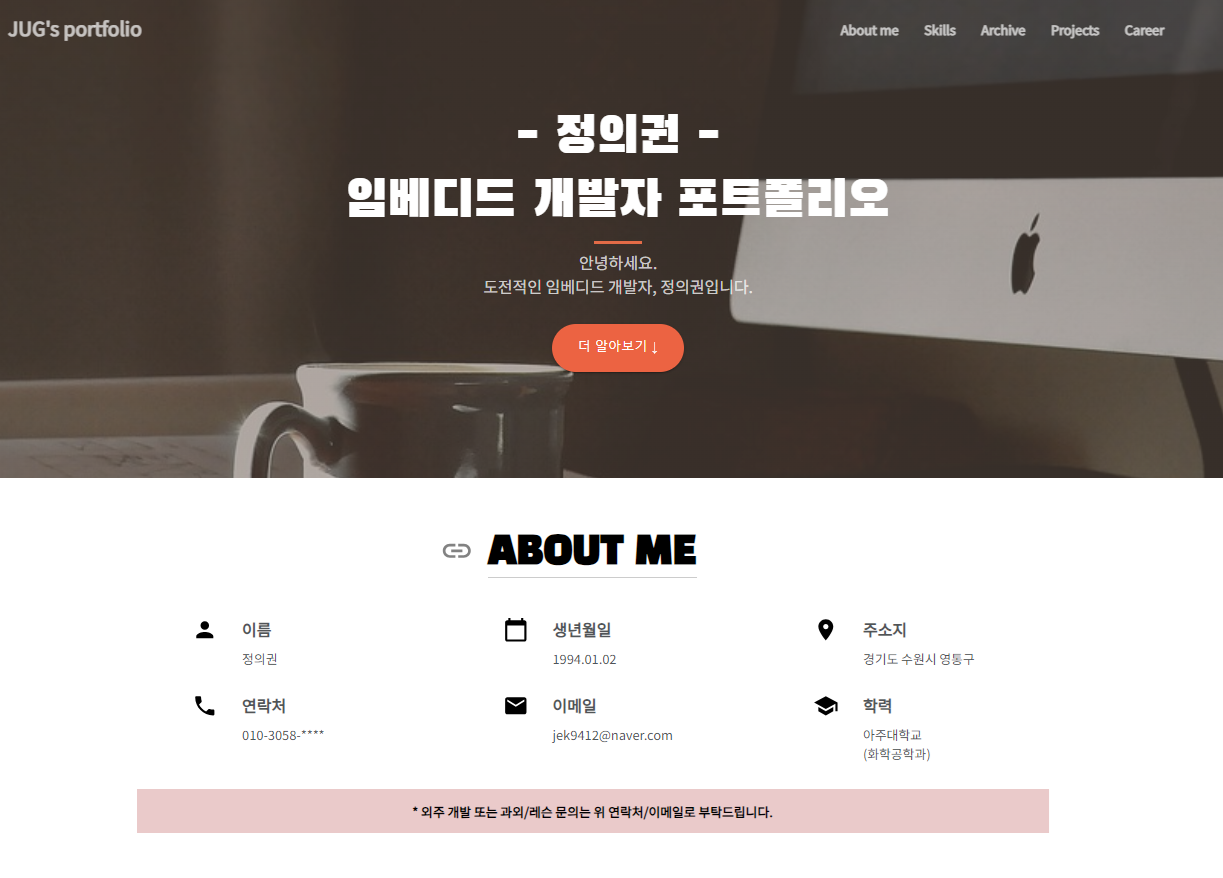 JUG's portfolio
About me Skills Archive Projects Career
- 정의권 -
임베디드 개발자 포트폴리오
안녕하세요.
도전적인 임베디드 개발자, 정의권입니다.
더 알아보기 ↓
ABOUT ME
이름
정의권
생년월일
1994.01.02
주소지
경기도 수원시 영통구
연락처
010-3058-****
이메일
jek9412@naver.com
학력
아주대학교
(화학공학과)
* 외주 개발 또는 과외/레슨 문의는 위 연락처/이메일로 부탁드립니다.